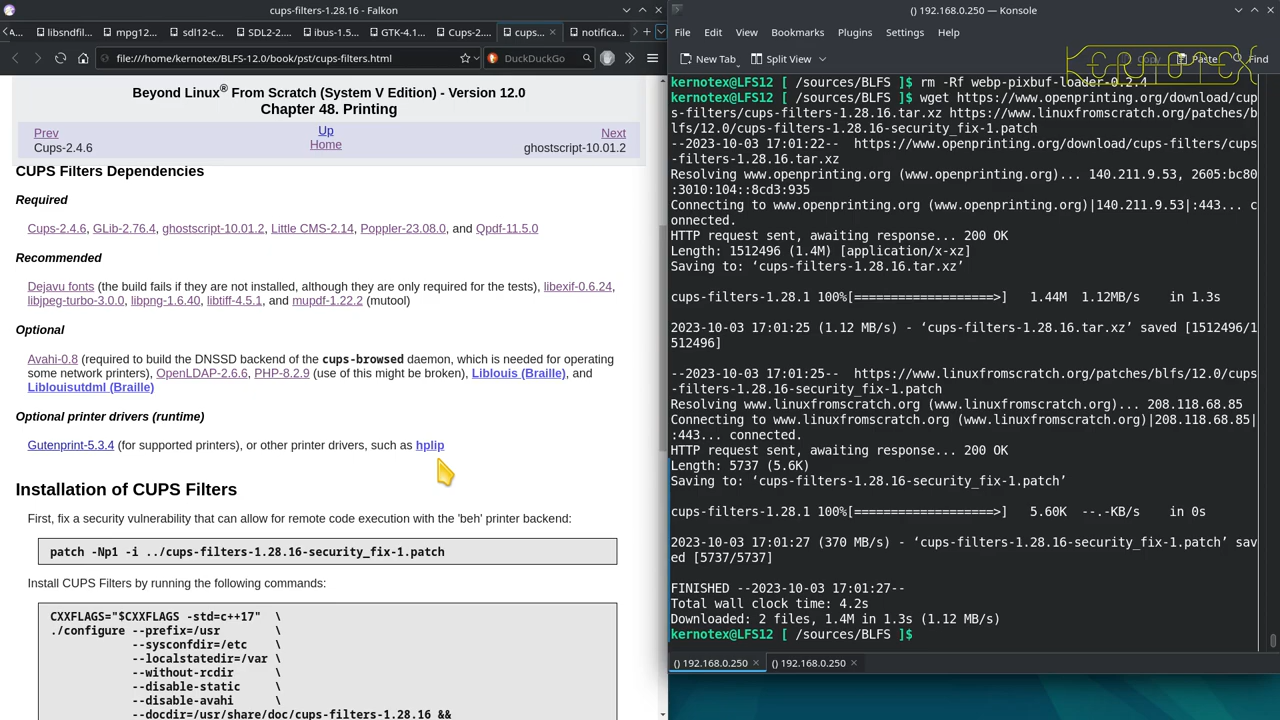 cups-filters-1.28.16 - Falkon
A...
libsndfil...
mpg12...
sdl12-c...
SDL2-2....
ibus-1.5...
GTK-4.1...
Cups-2....
cups...
notifica...
file:///home/kernotex/BLFS-12.0/book/pst/cups-filters.html
DuckDuckGo
Beyond Linux® From Scratch (System V Edition) - Version 12.0
Chapter 48. Printing
Prev
Up
Next
Cups-2.4.6
Home
ghostscript-10.01.2
CUPS Filters Dependencies
Required
Cups-2.4.6, GLib-2.76.4, ghostscript-10.01.2, Little CMS-2.14, Poppler-23.08.0, and Qpdf-11.5.0
Recommended
Dejavu fonts (the build fails if they are not installed, although they are only required for the tests), libexif-0.6.24,
libjpeg-turbo-3.0.0, libpng-1.6.40, libtiff-4.5.1, and mupdf-1.22.2 (mutool)
Optional
Avahi-0.8 (required to build the DNSSD backend of the cups-browsed daemon, which is needed for operating
some network printers), OpenLDAP-2.6.6, PHP-8.2.9 (use of this might be broken), Liblouis (Braille), and
Liblouisutdml (Braille)
Optional printer drivers (runtime)
Gutenprint-5.3.4 (for supported printers), or other printer drivers, such as hplip
Installation of CUPS Filters
First, fix a security vulnerability that can allow for remote code execution with the 'beh' printer backend:
patch -Np1 -i ../cups-filters-1.28.16-security_fix-1.patch
Install CUPS Filters by running the following commands:
CXXFLAGS="$CXXFLAGS -std=c++17" \
./configure --prefix=/usr \
--sysconfdir=/etc \
--localstatedir=/var \
--without-rcdir \
--disable-static \
--disable-avahi \
--docdir=/usr/share/doc/cups-filters-1.28.16 &&
() 192.168.0.250 — Konsole
File Edit View Bookmarks Plugins Settings Help
New Tab
Split View
Copy
Paste
Find
KERNOTEX
kernotex@LFS12 [ /sources/BLFS ]$ rm -Rf webp-pixbuf-loader-0.2.4
kernotex@LFS12 [ /sources/BLFS ]$ wget https://www.openprinting.org/download/cup
s-filters/cups-filters-1.28.16.tar.xz https://www.linuxfromscratch.org/patches/b
lfs/12.0/cups-filters-1.28.16-security_fix-1.patch
--2023-10-03 17:01:22-- https://www.openprinting.org/download/cups-filters/cups
-filters-1.28.16.tar.xz
Resolving www.openprinting.org (www.openprinting.org)... 140.211.9.53, 2605:bc80
:3010:104::8cd3:935
Connecting to www.openprinting.org (www.openprinting.org)|140.211.9.53|:443... c
onnected.
HTTP request sent, awaiting response... 200 OK
Length: 1512496 (1.4M) [application/x-xz]
Saving to: ‘cups-filters-1.28.16.tar.xz’
cups-filters-1.28.1 100%[===================>] 1.44M 1.12MB/s in 1.3s
2023-10-03 17:01:25 (1.12 MB/s) - ‘cups-filters-1.28.16.tar.xz’ saved [1512496/1
512496]
--2023-10-03 17:01:25-- https://www.linuxfromscratch.org/patches/blfs/12.0/cups
-filters-1.28.16-security_fix-1.patch
Resolving www.linuxfromscratch.org (www.linuxfromscratch.org)... 208.118.68.85
Connecting to www.linuxfromscratch.org (www.linuxfromscratch.org)|208.118.68.85|
:443... connected.
HTTP request sent, awaiting response... 200 OK
Length: 5737 (5.6K)
Saving to: ‘cups-filters-1.28.16-security_fix-1.patch’
cups-filters-1.28.1 100%[===================>] 5.60K --.-KB/s in 0s
2023-10-03 17:01:27 (370 MB/s) - ‘cups-filters-1.28.16-security_fix-1.patch’ sav
ed [5737/5737]
FINISHED --2023-10-03 17:01:27--
Total wall clock time: 4.2s
Downloaded: 2 files, 1.4M in 1.3s (1.12 MB/s)
kernotex@LFS12 [ /sources/BLFS ]$
() 192.168.0.250
() 192.168.0.250